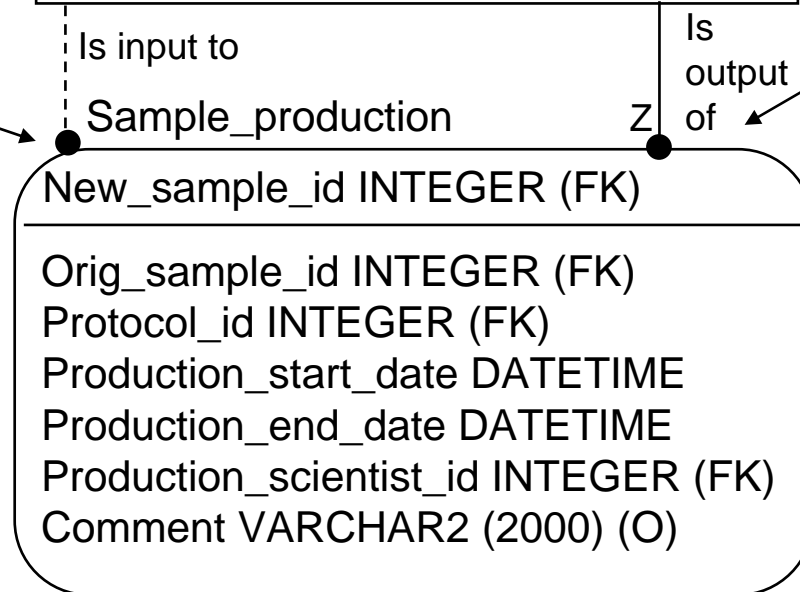 Is input to
Is
output
of
Sample_production
Z
New_sample_id INTEGER (FK)
Orig_sample_id INTEGER (FK)
Protocol_id INTEGER (FK)
Production_start_date DATETIME
Production_end_date DATETIME
Production_scientist_id INTEGER (FK)
Comment VARCHAR2 (2000) (O)